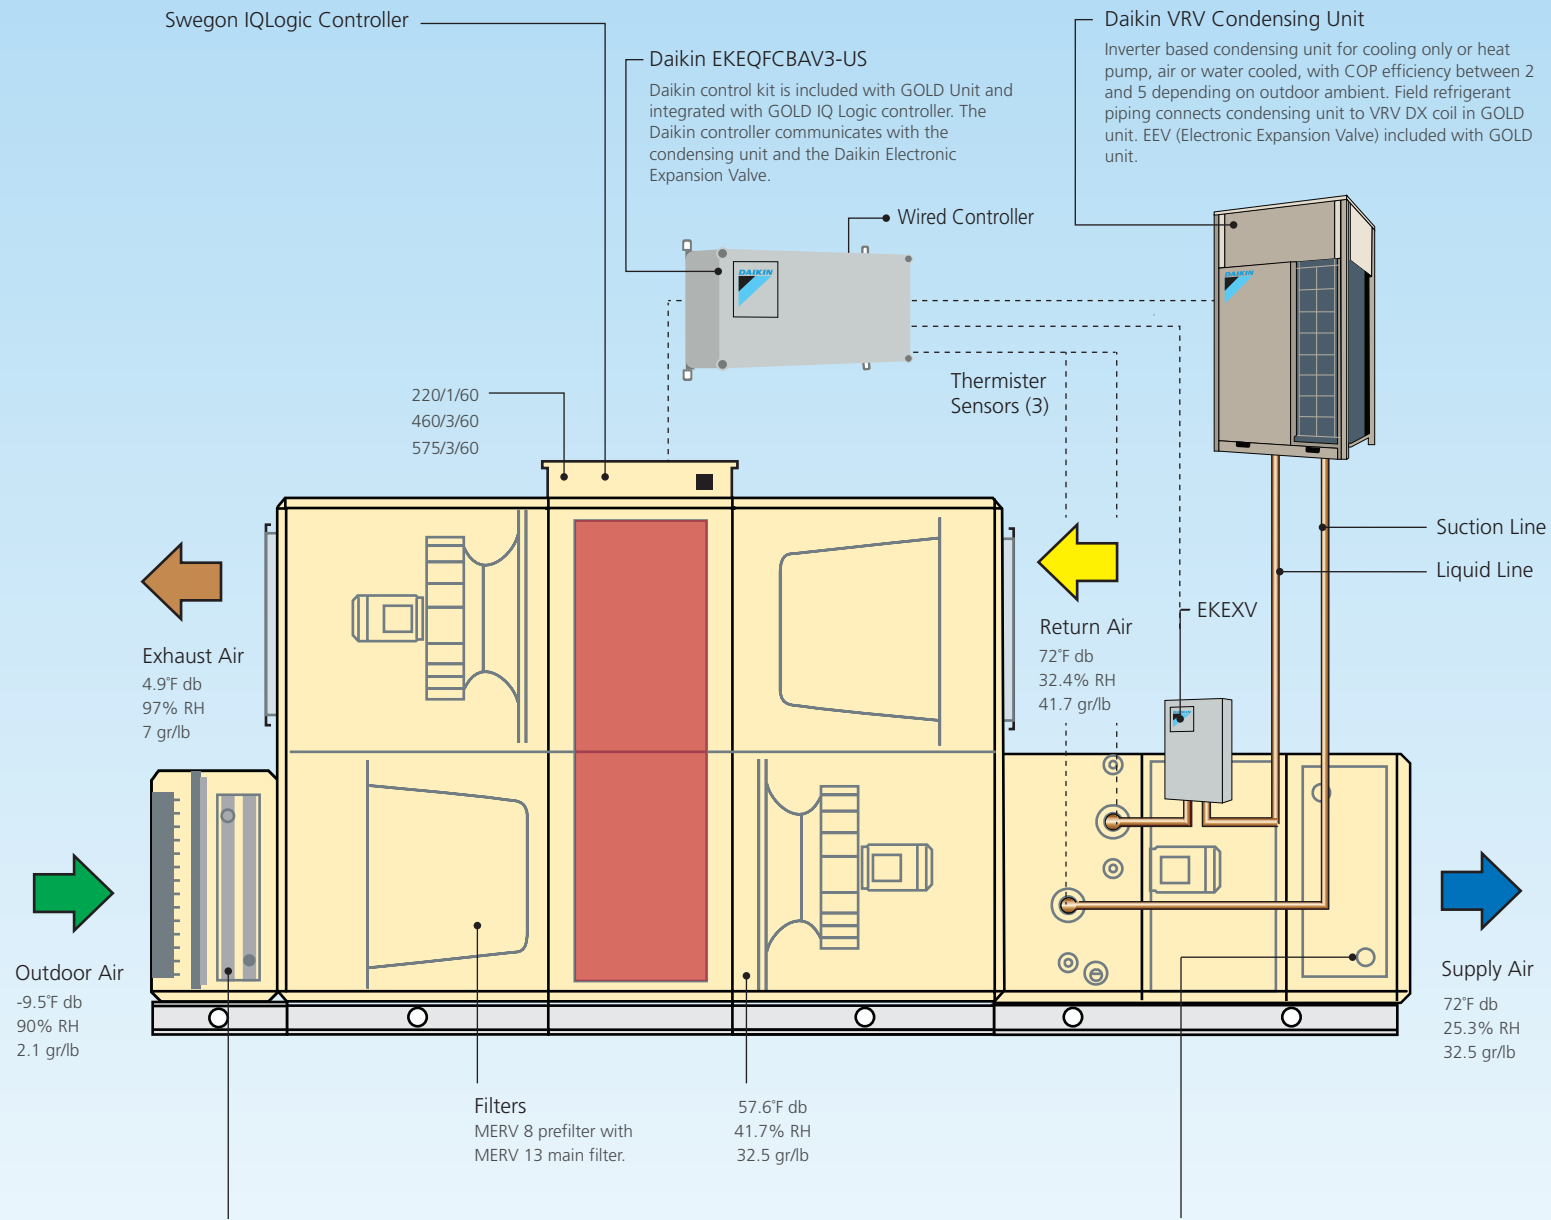 Swegon IQLogic Controller
Daikin EKEQFCBAV3-US
Daikin control kit is included with GOLD Unit and
integrated with GOLD IQ Logic controller. The
Daikin controller communicates with the
condensing unit and the Daikin Electronic
Expansion Valve.
Daikin VRV Condensing Unit
Inverter based condensing unit for cooling only or heat
pump, air or water cooled, with COP efficiency between 2
and 5 depending on outdoor ambient. Field refrigerant
piping connects condensing unit to VRV DX coil in GOLD
unit. EEV (Electronic Expansion Valve) included with GOLD
unit.
Wired Controller
DAIKIN
DAIKIN
220/1/60
460/3/60
575/3/60
Thermister
Sensors (3)
Suction Line
Liquid Line
EKEXV
DAIKIN
Exhaust Air
4.9°F db
97% RH
7 gr/lb
Return Air
72°F db
32.4% RH
41.7 gr/lb
Outdoor Air
-9.5°F db
90% RH
2.1 gr/lb
Supply Air
72°F db
25.3% RH
32.5 gr/lb
Filters
MERV 8 prefilter with
MERV 13 main filter.
57.6°F db
41.7% RH
32.5 gr/lb